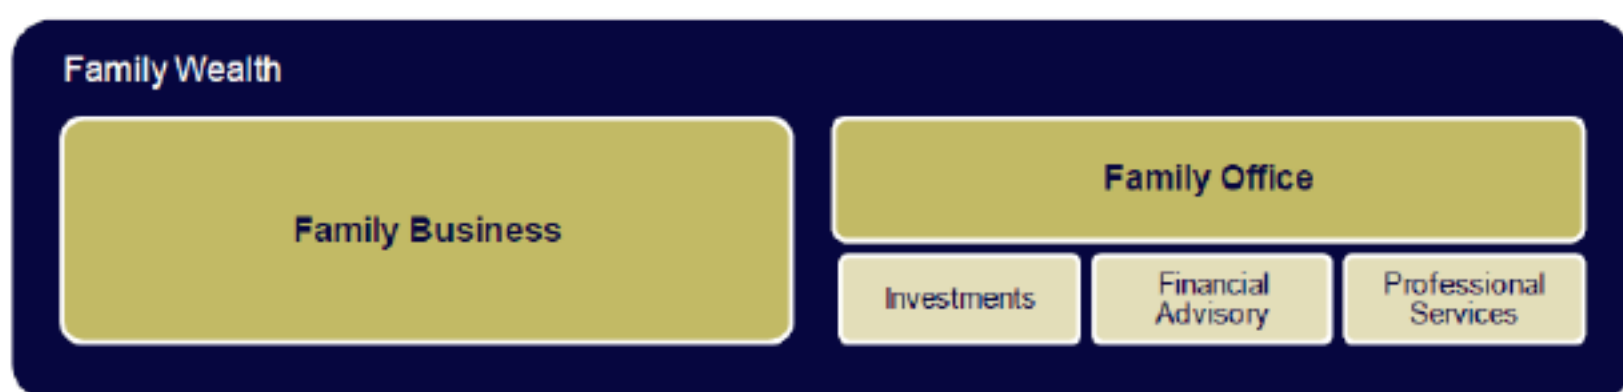 Family Wealth
Family Business
Family Office
Investments
Financial
Advisory
Professional
Services